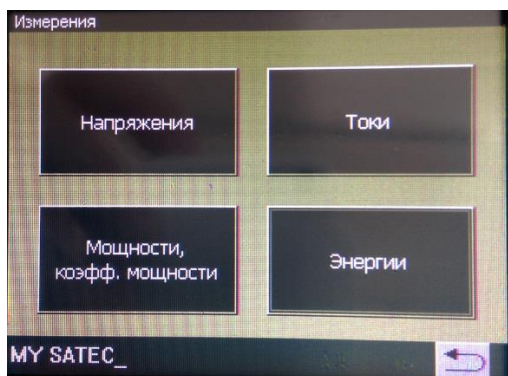 Измерения
Напряжения
Токи
Мощности,
коэфф. мощности
Энергии
MY SATEC_